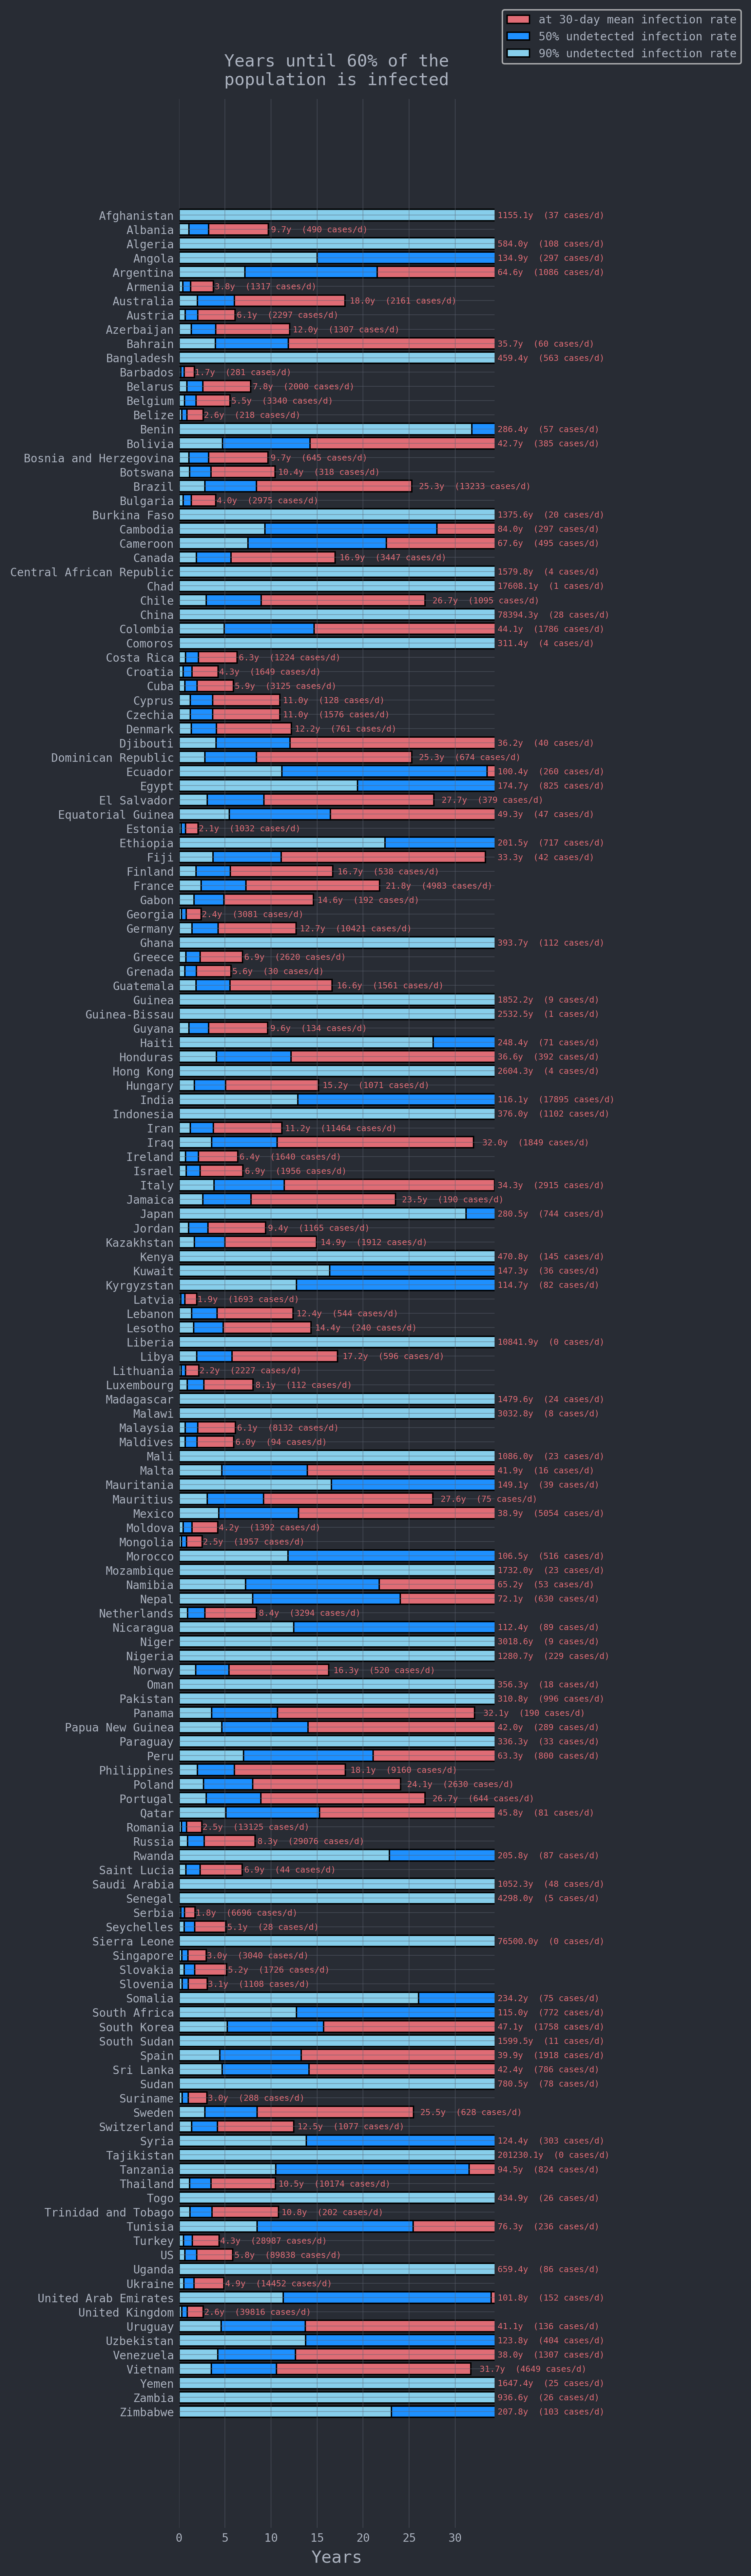 at 30-day mean infection rate
50% undetected infection rate
90% undetected infection rate
Years until 60% of the
population is infected
Afghanistan 1155.1y (37 cases/d)
Albania 9.7y (490 cases/d)
Algeria 584.0y (108 cases/d)
Angola 134.9y (297 cases/d)
Argentina 64.6y (1086 cases/d)
Armenia 3.8y (1317 cases/d)
Australia 18.0y (2161 cases/d)
Austria 6.1y (2297 cases/d)
Azerbaijan 12.0y (1307 cases/d)
Bahrain 35.7y (60 cases/d)
Bangladesh 459.4y (563 cases/d)
Barbados 1.7y (281 cases/d)
Belarus 7.8y (2000 cases/d)
Belgium 5.5y (3340 cases/d)
Belize 2.6y (218 cases/d)
Benin 286.4y (57 cases/d)
Bolivia 42.7y (385 cases/d)
Bosnia and Herzegovina 9.7y (645 cases/d)
Botswana 10.4y (318 cases/d)
Brazil 25.3y (13233 cases/d)
Bulgaria 4.0y (2975 cases/d)
Burkina Faso 1375.6y (20 cases/d)
Cambodia 84.0y (297 cases/d)
Cameroon 67.6y (495 cases/d)
Canada 16.9y (3447 cases/d)
Central African Republic 1579.8y (4 cases/d)
Chad 17608.1y (1 cases/d)
Chile 26.7y (1095 cases/d)
China 78394.3y (28 cases/d)
Colombia 44.1y (1786 cases/d)
Comoros 311.4y (4 cases/d)
Costa Rica 6.3y (1224 cases/d)
Croatia 4.3y (1649 cases/d)
Cuba 5.9y (3125 cases/d)
Cyprus 11.0y (128 cases/d)
Czechia 11.0y (1576 cases/d)
Denmark 12.2y (761 cases/d)
Djibouti 36.2y (40 cases/d)
Dominican Republic 25.3y (674 cases/d)
Ecuador 100.4y (260 cases/d)
Egypt 174.7y (825 cases/d)
El Salvador 27.7y (379 cases/d)
Equatorial Guinea 49.3y (47 cases/d)
Estonia 2.1y (1032 cases/d)
Ethiopia 201.5y (717 cases/d)
Fiji 33.3y (42 cases/d)
Finland 16.7y (538 cases/d)
France 21.8y (4983 cases/d)
Gabon 14.6y (192 cases/d)
Georgia 2.4y (3081 cases/d)
Germany 12.7y (10421 cases/d)
Ghana 393.7y (112 cases/d)
Greece 6.9y (2620 cases/d)
Grenada 5.6y (30 cases/d)
Guatemala 16.6y (1561 cases/d)
Guinea 1852.2y (9 cases/d)
Guinea-Bissau 2532.5y (1 cases/d)
Guyana 9.6y (134 cases/d)
Haiti 248.4y (71 cases/d)
Honduras 36.6y (392 cases/d)
Hong Kong 2604.3y (4 cases/d)
Hungary 15.2y (1071 cases/d)
India 116.1y (17895 cases/d)
Indonesia 376.0y (1102 cases/d)
Iran 11.2y (11464 cases/d)
Iraq 32.0y (1849 cases/d)
Ireland 6.4y (1640 cases/d)
Israel 6.9y (1956 cases/d)
Italy 34.3y (2915 cases/d)
Jamaica 23.5y (190 cases/d)
Japan 280.5y (744 cases/d)
Jordan 9.4y (1165 cases/d)
Kazakhstan 14.9y (1912 cases/d)
Kenya 470.8y (145 cases/d)
Kuwait 147.3y (36 cases/d)
Kyrgyzstan 114.7y (82 cases/d)
Latvia 1.9y (1693 cases/d)
Lebanon 12.4y (544 cases/d)
Lesotho 14.4y (240 cases/d)
Liberia 10841.9y (0 cases/d)
Libya 17.2y (596 cases/d)
Lithuania 2.2y (2227 cases/d)
Luxembourg 8.1y (112 cases/d)
Madagascar 1479.6y (24 cases/d)
Malawi 3032.8y (8 cases/d)
Malaysia 6.1y (8132 cases/d)
Maldives 6.0y (94 cases/d)
Mali 1086.0y (23 cases/d)
Malta 41.9y (16 cases/d)
Mauritania 149.1y (39 cases/d)
Mauritius 27.6y (75 cases/d)
Mexico 38.9y (5054 cases/d)
Moldova 4.2y (1392 cases/d)
Mongolia 2.5y (1957 cases/d)
Morocco 106.5y (516 cases/d)
Mozambique 1732.0y (23 cases/d)
Namibia 65.2y (53 cases/d)
Nepal 72.1y (630 cases/d)
Netherlands 8.4y (3294 cases/d)
Nicaragua 112.4y (89 cases/d)
Niger 3018.6y (9 cases/d)
Nigeria 1280.7y (229 cases/d)
Norway 16.3y (520 cases/d)
Oman 356.3y (18 cases/d)
Pakistan 310.8y (996 cases/d)
Panama 32.1y (190 cases/d)
Papua New Guinea 42.0y (289 cases/d)
Paraguay 336.3y (33 cases/d)
Peru 63.3y (800 cases/d)
Philippines 18.1y (9160 cases/d)
Poland 24.1y (2630 cases/d)
Portugal 26.7y (644 cases/d)
Qatar 45.8y (81 cases/d)
Romania 2.5y (13125 cases/d)
Russia 8.3y (29076 cases/d)
Rwanda 205.8y (87 cases/d)
Saint Lucia 6.9y (44 cases/d)
Saudi Arabia 1052.3y (48 cases/d)
Senegal 4298.0y (5 cases/d)
Serbia 1.8y (6696 cases/d)
Seychelles 5.1y (28 cases/d)
Sierra Leone 76500.0y (0 cases/d)
Singapore 3.0y (3040 cases/d)
Slovakia 5.2y (1726 cases/d)
Slovenia 3.1y (1108 cases/d)
Somalia 234.2y (75 cases/d)
South Africa 115.0y (772 cases/d)
South Korea 47.1y (1758 cases/d)
South Sudan 1599.5y (11 cases/d)
Spain 39.9y (1918 cases/d)
Sri Lanka 42.4y (786 cases/d)
Sudan 780.5y (78 cases/d)
Suriname 3.0y (288 cases/d)
Sweden 25.5y (628 cases/d)
Switzerland 12.5y (1077 cases/d)
Syria 124.4y (303 cases/d)
Tajikistan 201230.1y (0 cases/d)
Tanzania 94.5y (824 cases/d)
Thailand 10.5y (10174 cases/d)
Togo 434.9y (26 cases/d)
Trinidad and Tobago 10.8y (202 cases/d)
Tunisia 76.3y (236 cases/d)
Turkey 4.3y (28987 cases/d)
US 5.8y (89838 cases/d)
Uganda 659.4y (86 cases/d)
Ukraine 4.9y (14452 cases/d)
United Arab Emirates 101.8y (152 cases/d)
United Kingdom 2.6y (39816 cases/d)
Uruguay 41.1y (136 cases/d)
Uzbekistan 123.8y (404 cases/d)
Venezuela 38.0y (1307 cases/d)
Vietnam 31.7y (4649 cases/d)
Yemen 1647.4y (25 cases/d)
Zambia 936.6y (26 cases/d)
Zimbabwe 207.8y (103 cases/d)
0 5 10 15 20 25 30
Years